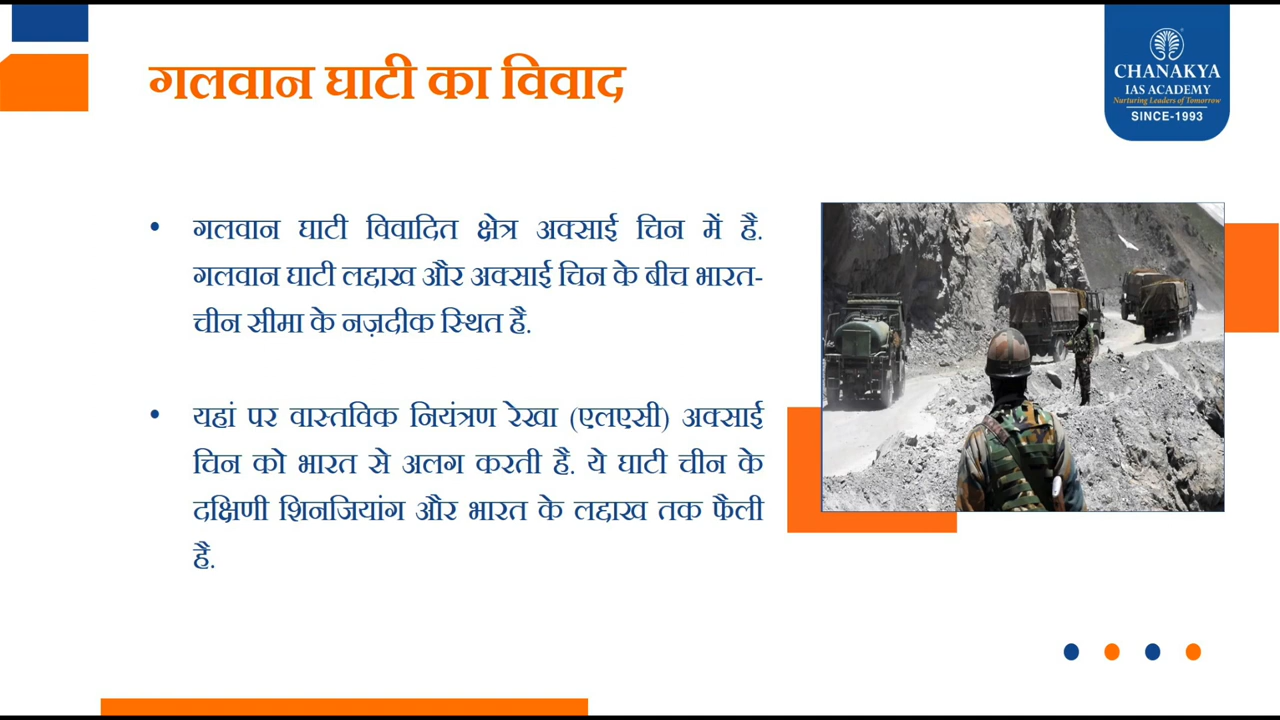 गलवान घाटी का विवाद
CHANAKYA
IAS ACADEMY
Nurturing Leaders of Tomorrow
SINCE-1993
• गलवान घाटी विवादित क्षेत्र अक्साई चिन में है.
गलवान घाटी लद्दाख और अक्साई चिन के बीच भारत-
चीन सीमा के नज़दीक स्थित है.
• यहां पर वास्तविक नियंत्रण रेखा (एलएसी) अक्साई
चिन को भारत से अलग करती है. ये घाटी चीन के
दक्षिणी शिनजियांग और भारत के लद्दाख तक फैली
है.